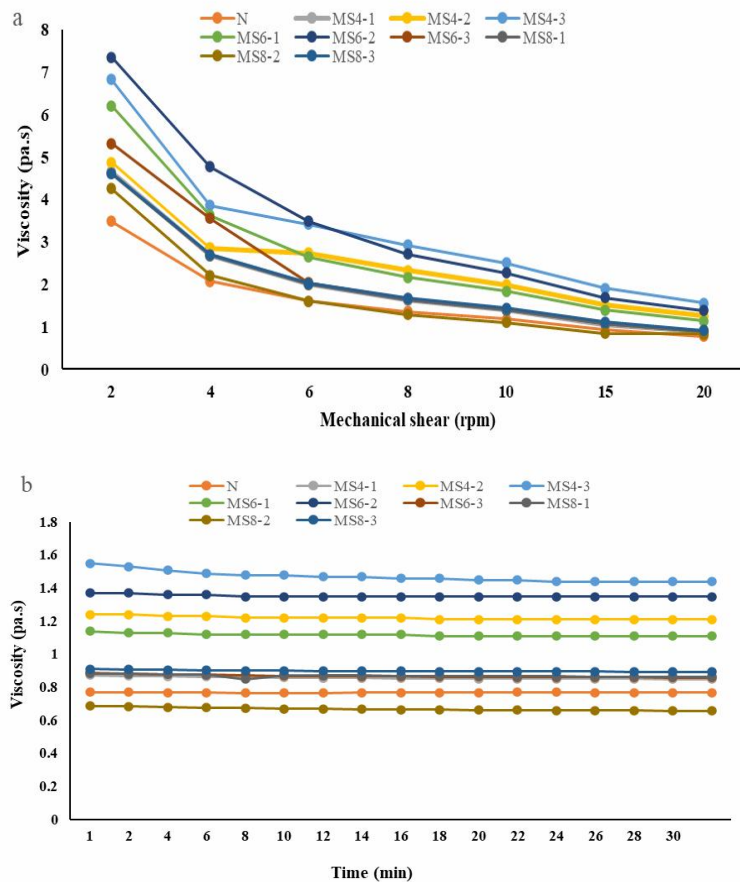 a
N MS4-1 MS4-2 MS4-3
MS6-1 MS6-2 MS6-3 MS8-1
MS8-2 MS8-3
8
7
6
5
4
3
2
1
0
Viscosity (pa.s)
2 4 6 8 10 15 20
Mechanical shear (rpm)
b
N MS4-1 MS4-2 MS4-3
MS6-1 MS6-2 MS6-3 MS8-1
MS8-2 MS8-3
1.8
1.6
1.4
1.2
1
0.8
0.6
0.4
0.2
0
Viscosity (pa.s)
1 2 4 6 8 10 12 14 16 18 20 22 24 26 28 30
Time (min)